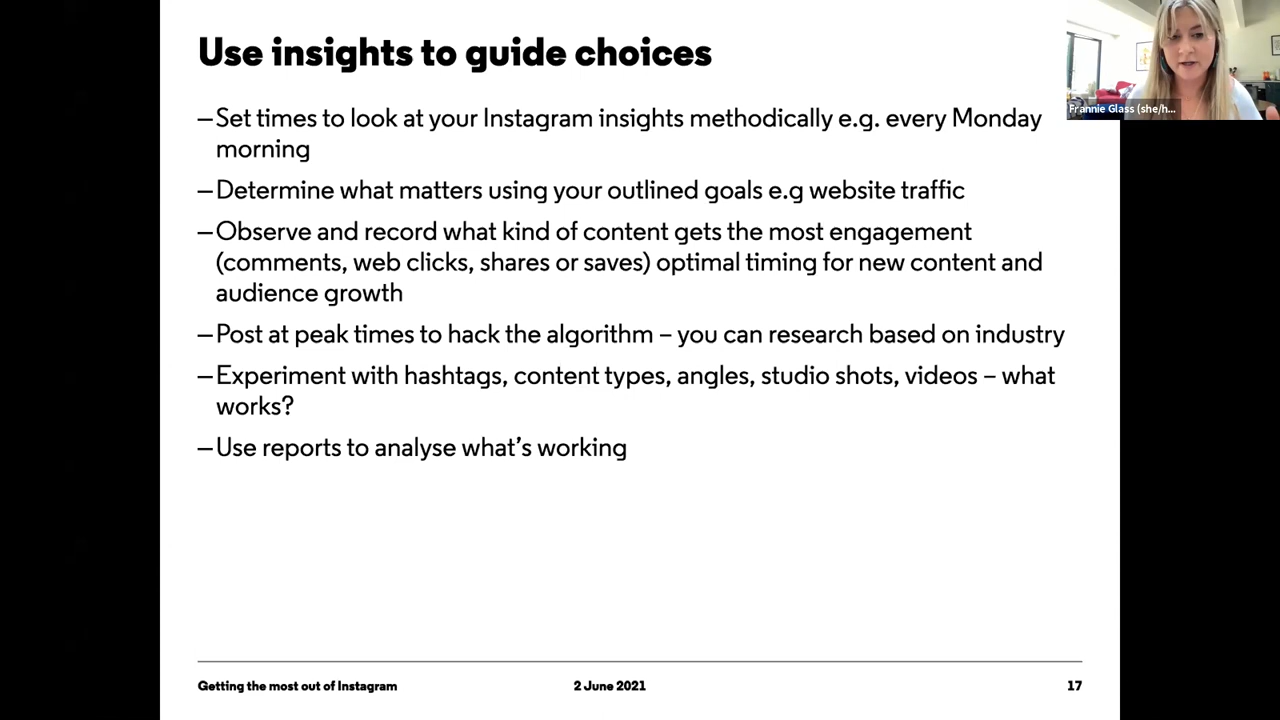 Use insights to guide choices
Frannie Glass (she/h...
–Set times to look at your Instagram insights methodically e.g. every Monday
morning
–Determine what matters using your outlined goals e.g website traffic
–Observe and record what kind of content gets the most engagement
(comments, web clicks, shares or saves) optimal timing for new content and
audience growth
–Post at peak times to hack the algorithm – you can research based on industry
–Experiment with hashtags, content types, angles, studio shots, videos – what
works?
–Use reports to analyse what’s working
Getting the most out of Instagram 2 June 2021 17